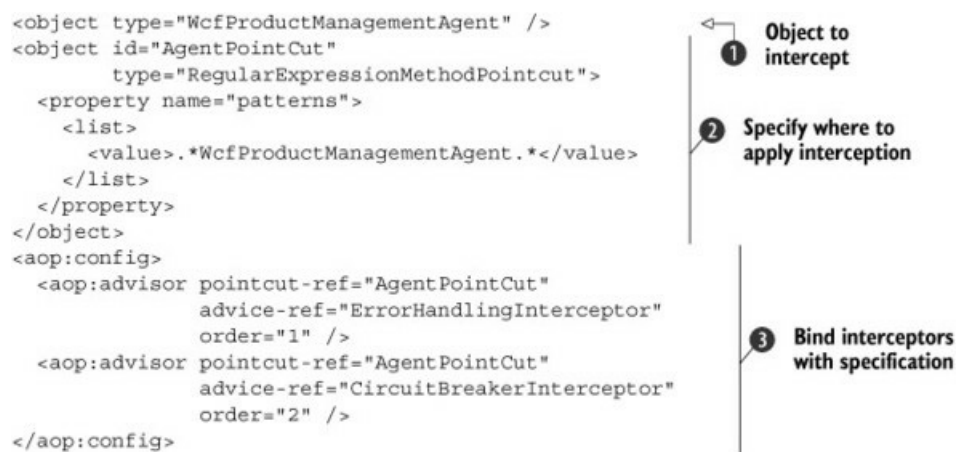 <object type="WcfProductManagementAgent" />
<object id="AgentPointCut"
type="RegularExpressionMethodPointcut">
<property name="patterns">
<list>
<value>.*WcfProductManagementAgent.*</value>
</list>
</property>
</object>
<aop:config>
<aop:advisor pointcut-ref="AgentPointCut"
advice-ref="ErrorHandlingInterceptor"
order="1" />
<aop:advisor pointcut-ref="AgentPointCut"
advice-ref="CircuitBreakerInterceptor"
order="2" />
</aop:config>
1 Object to
intercept
2 Specify where to
apply interception
3 Bind interceptors
with specification